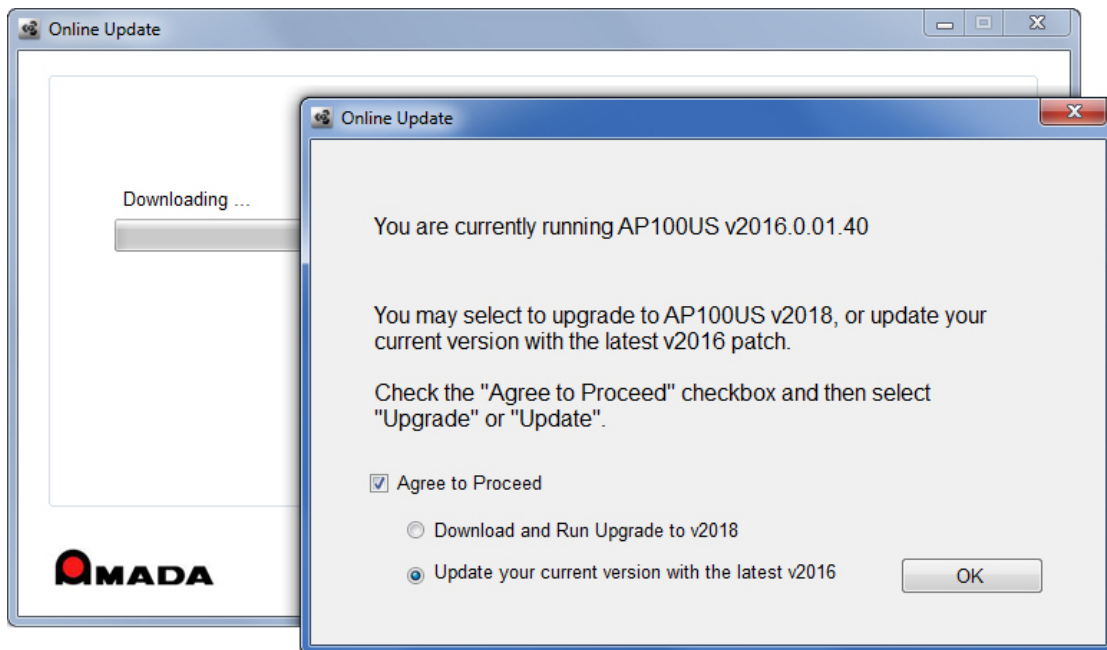 Online Update
Downloading ...
AMADA
Online Update
You are currently running AP100US v2016.0.01.40
You may select to upgrade to AP100US v2018, or update your
current version with the latest v2016 patch.
Check the "Agree to Proceed" checkbox and then select
"Upgrade" or "Update".
Agree to Proceed
Download and Run Upgrade to v2018
Update your current version with the latest v2016
OK